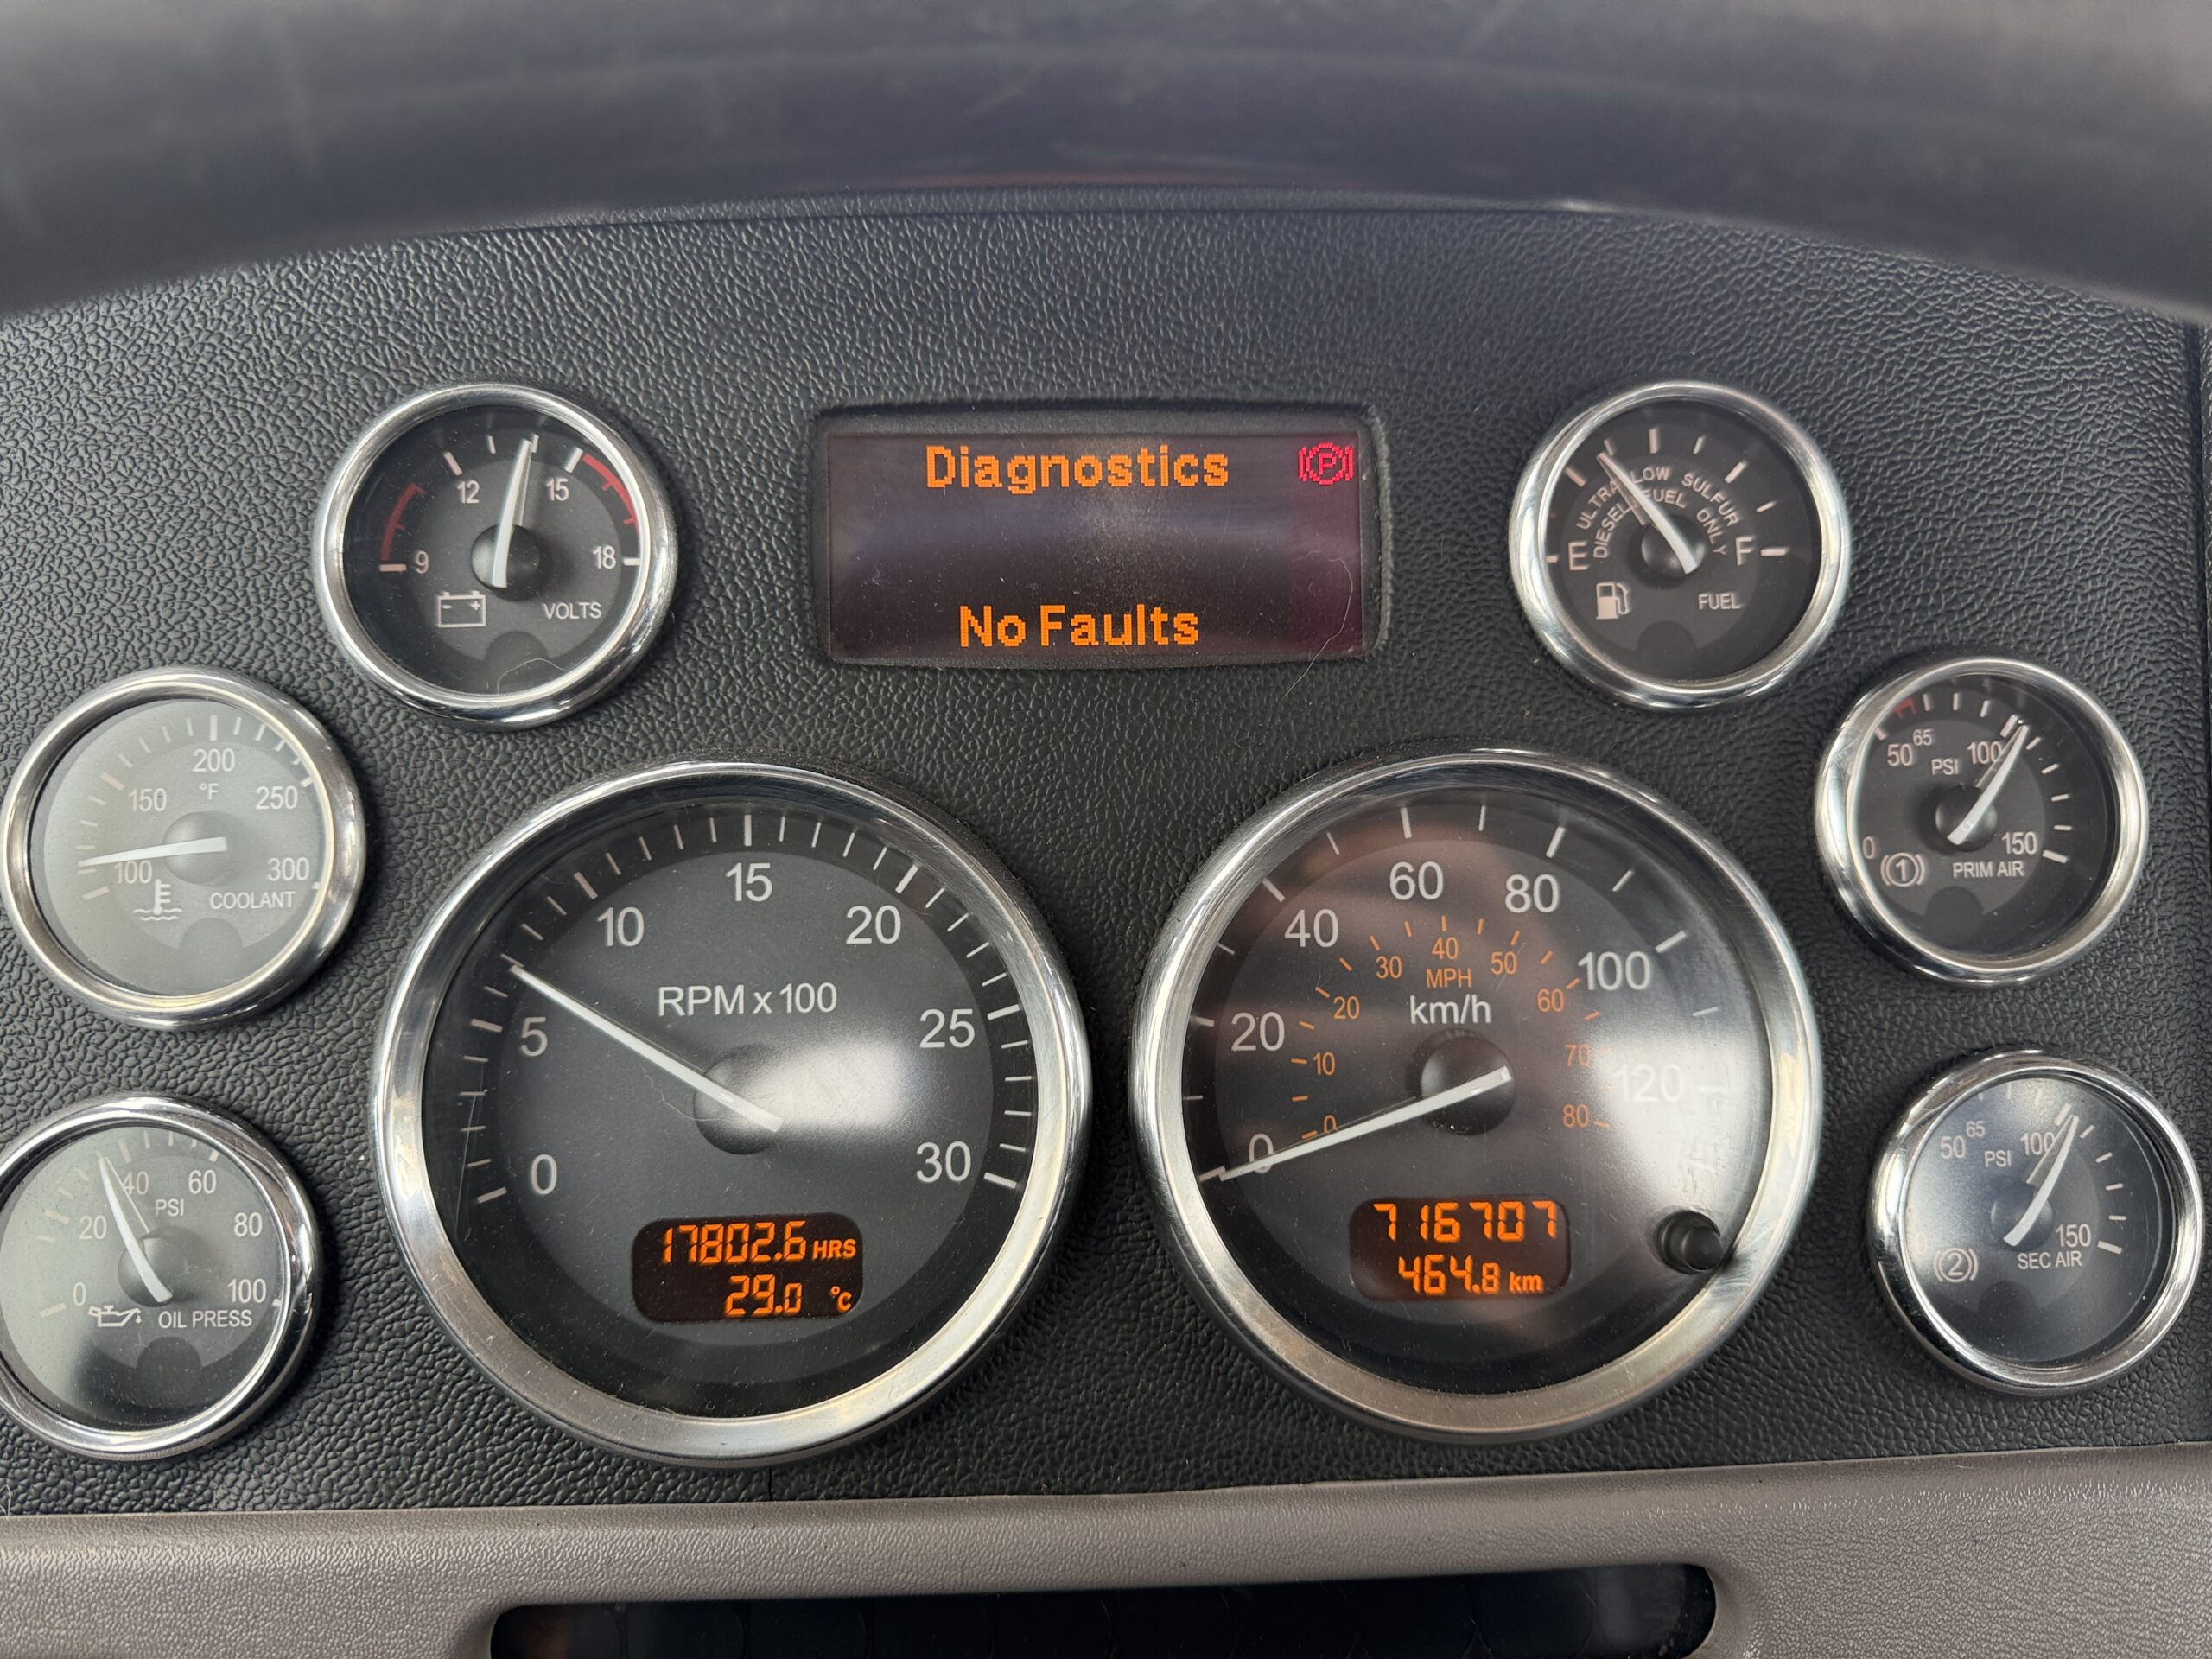 Diagnostics
No Faults
9
12
15
18
VOLTS
ULTRA LOW SULFUR
DIESEL FUEL ONLY
E
F
FUEL
100
150
200
°F
250
300
COOLANT
50
65
100
PSI
150
0
(1)
PRIM AIR
0
5
10
15
20
25
30
RPM x 100
17802.6 HRS
29.0 °C
0
20
40
60
80
100
120
0
10
20
30
40
50
60
70
80
MPH
km/h
716707
464.8 km
0
20
40
60
80
100
PSI
OIL PRESS
50
65
100
PSI
150
(2)
SEC AIR